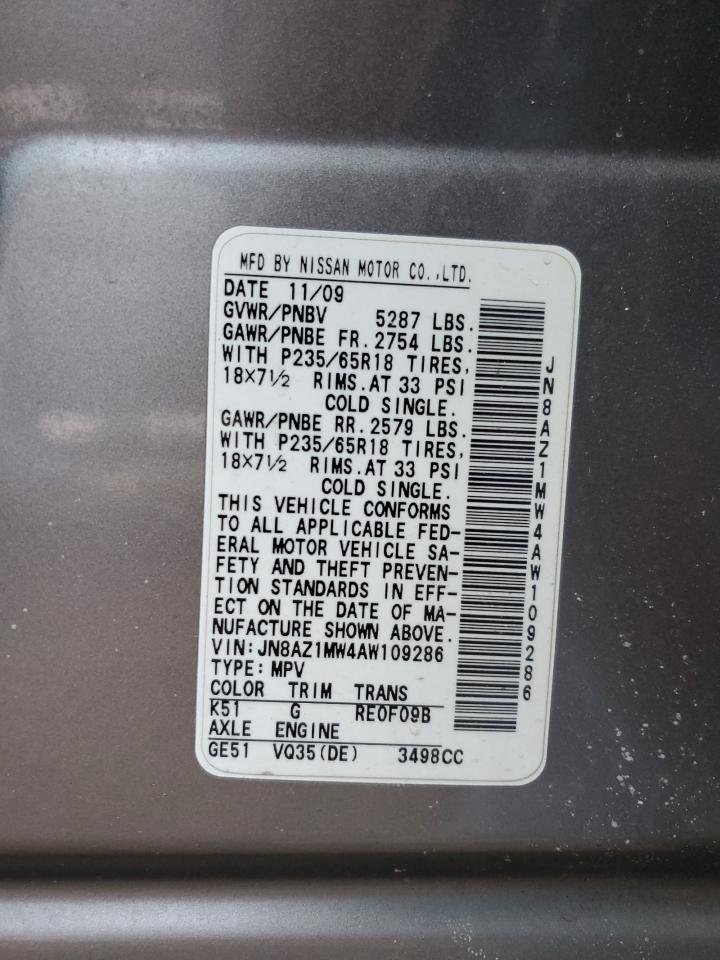 MFD BY NISSAN MOTOR CO.,LTD.
DATE 11/09
GVWR/PNBV 5287 LBS.
GAWR/PNBE FR. 2754 LBS.
WITH P235/65R18 TIRES,
18×7½ RIMS. AT 33 PSI
COLD SINGLE.
GAWR/PNBE RR. 2579 LBS.
WITH P235/65R18 TIRES,
18×7½ RIMS. AT 33 PSI
COLD SINGLE.
THIS VEHICLE CONFORMS
TO ALL APPLICABLE FED-
ERAL MOTOR VEHICLE SA-
FETY AND THEFT PREVEN-
TION STANDARDS IN EFF-
ECT ON THE DATE OF MA-
NUFACTURE SHOWN ABOVE.
VIN:JN8AZ1MW4AW109286
TYPE:MPV
COLOR TRIM TRANS
K51 G RE0F09B
AXLE ENGINE
GE51 VQ35(DE) 3498CC
JN8AZ1MW4AW109286